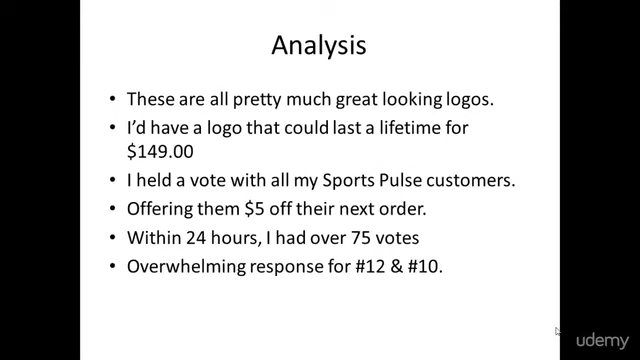 Analysis
• These are all pretty much great looking logos.
• I'd have a logo that could last a lifetime for
$149.00
• I held a vote with all my Sports Pulse customers.
• Offering them $5 off their next order.
• Within 24 hours, I had over 75 votes
• Overwhelming response for #12 & #10.
udemy